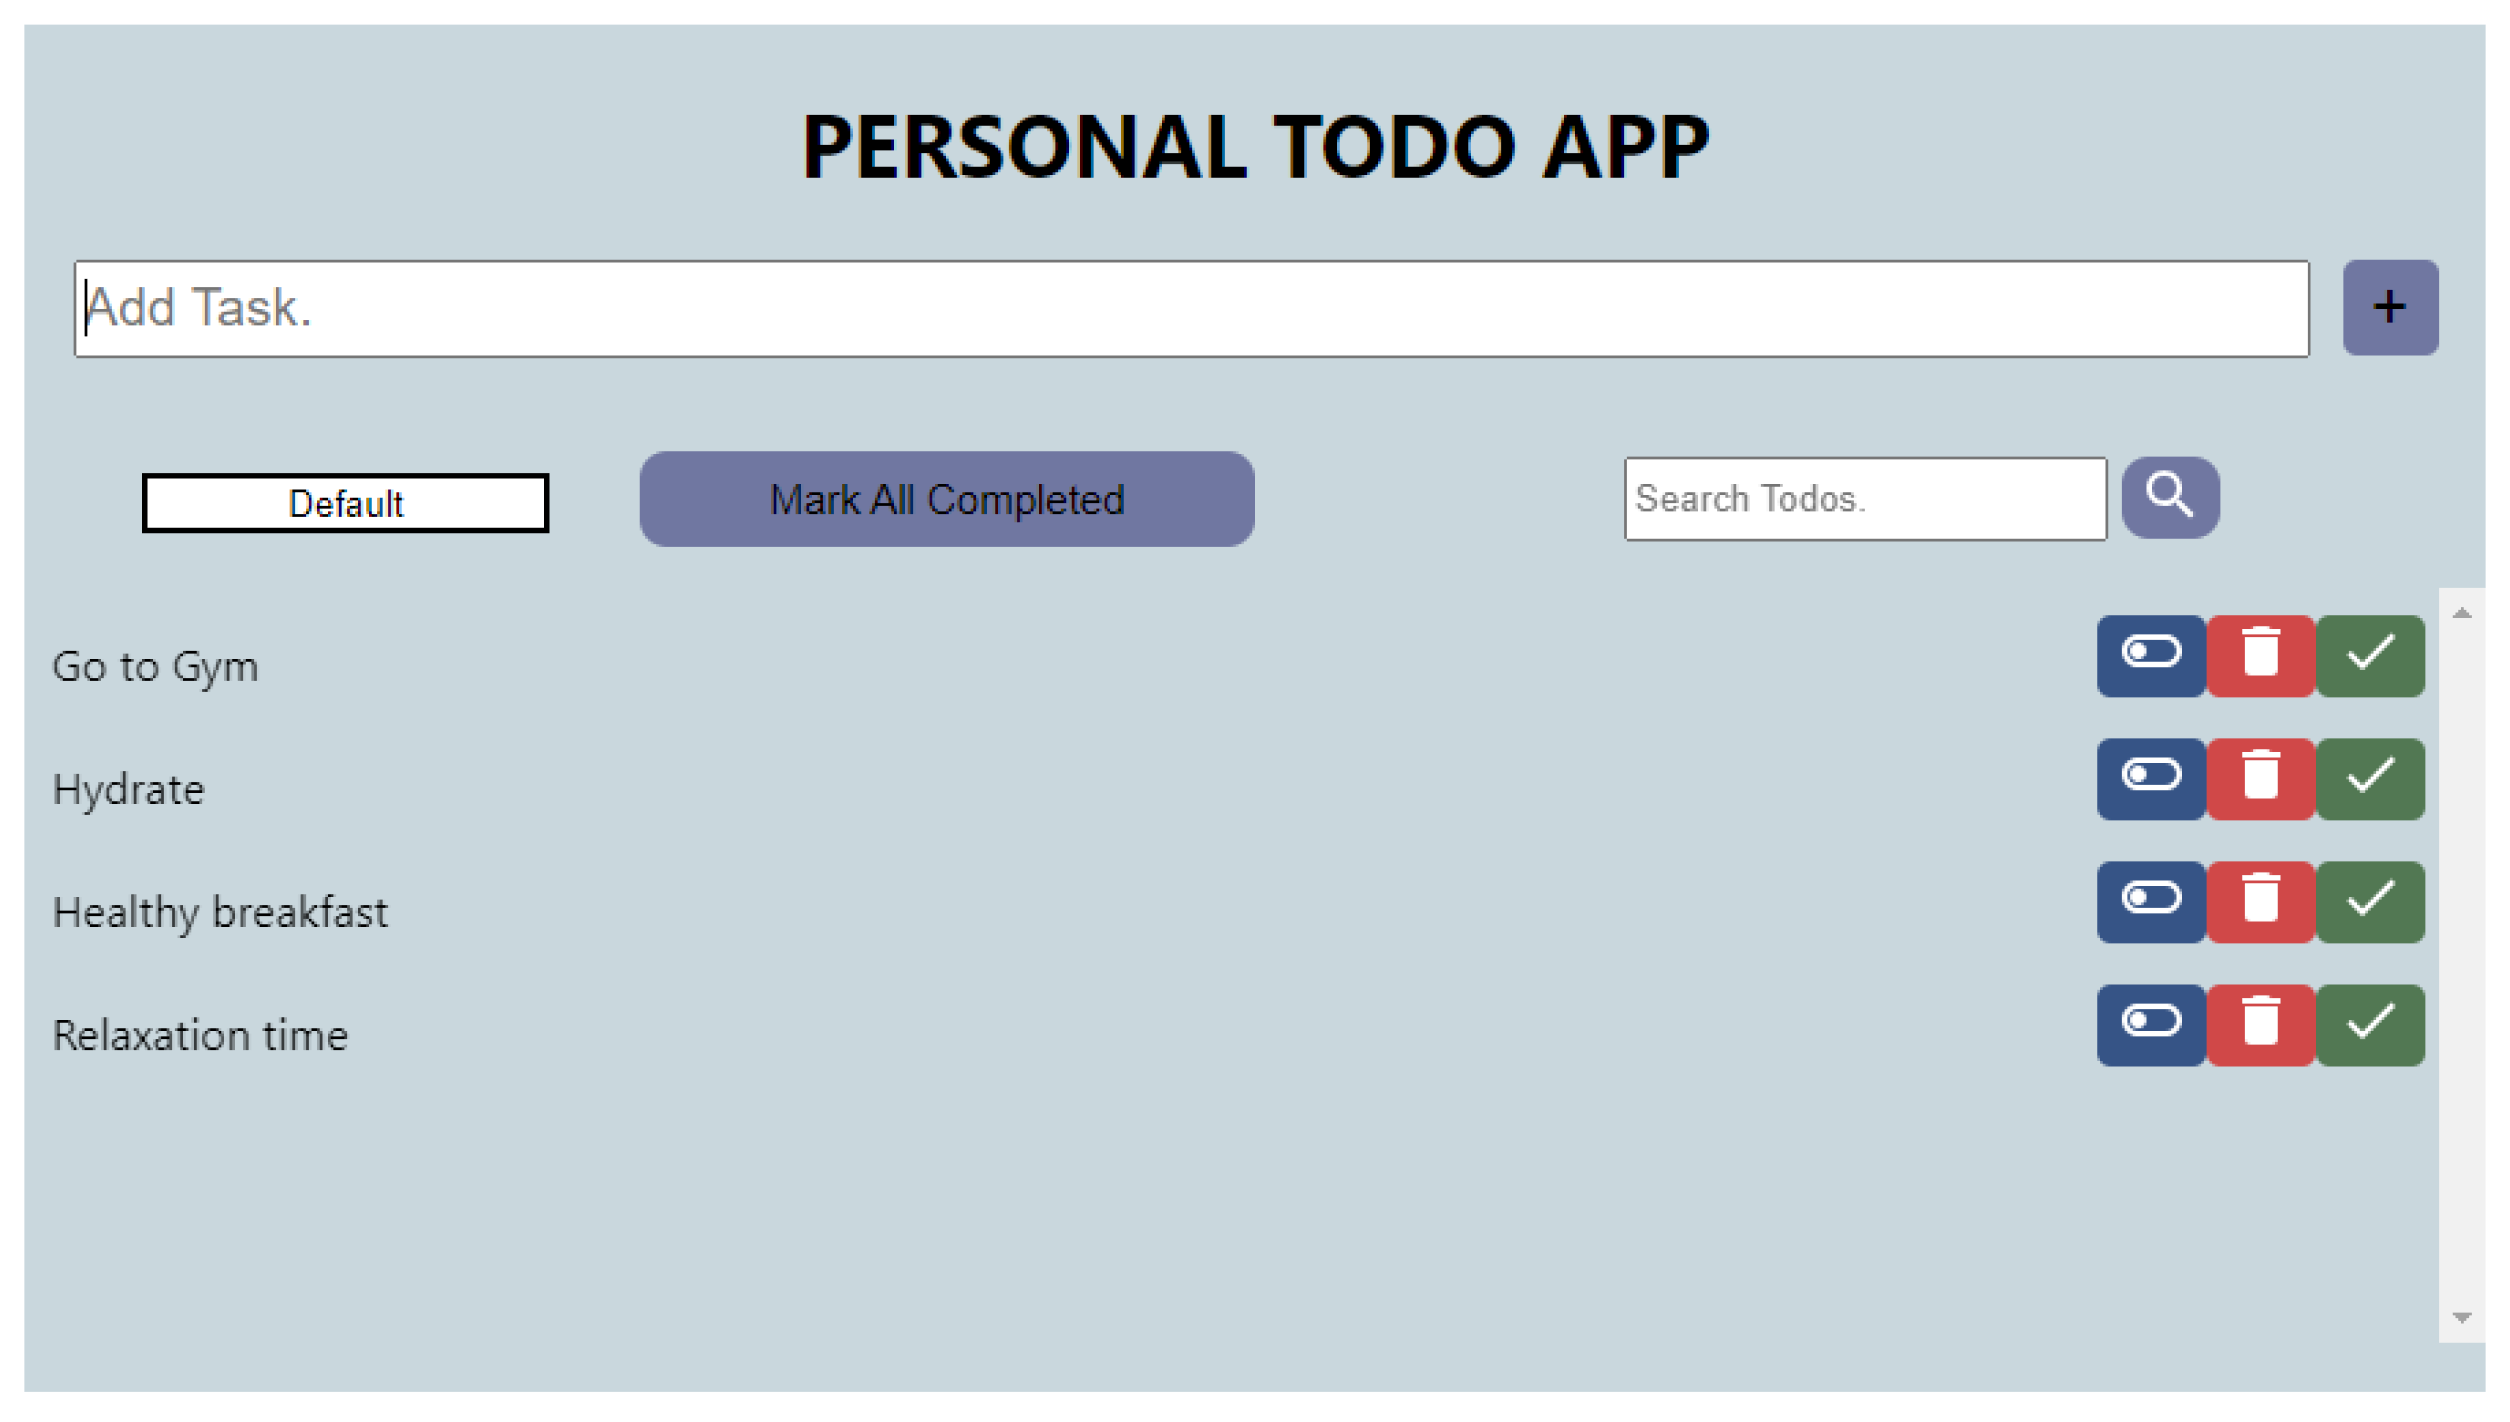 PERSONAL TODO APP
Add Task.
+
Default
Mark All Completed
Search Todos.
Go to Gym
Hydrate
Healthy breakfast
Relaxation time